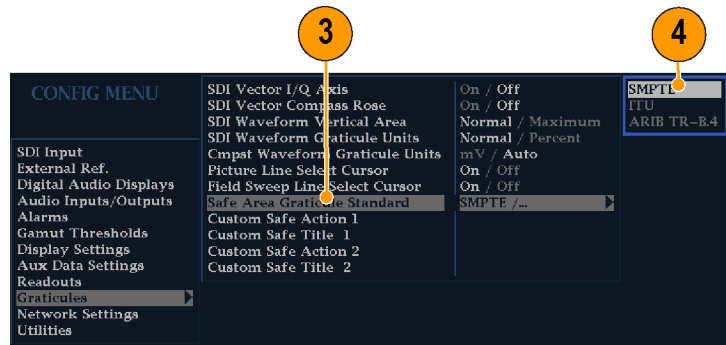 3
4
CONFIG MENU
SDI Input
External Ref.
Digital Audio Displays
Audio Inputs/Outputs
Alarms
Gamut Thresholds
Display Settings
Aux Data Settings
Readouts
Graticules
Network Settings
Utilities
SDI Vector I/Q Axis On / Off
SDI Vector Compass Rose On / Off
SDI Waveform Vertical Area Normal / Maximum
SDI Waveform Graticule Units Normal / Percent
Cmpst Waveform Graticule Units mV / Auto
Picture Line Select Cursor On / Off
Field Sweep Line Select Cursor On / Off
Safe Area Graticule Standard SMPTE /...
Custom Safe Action 1
Custom Safe Title 1
Custom Safe Action 2
Custom Safe Title 2
SMPTE
ITU
ARIB TR-B.4